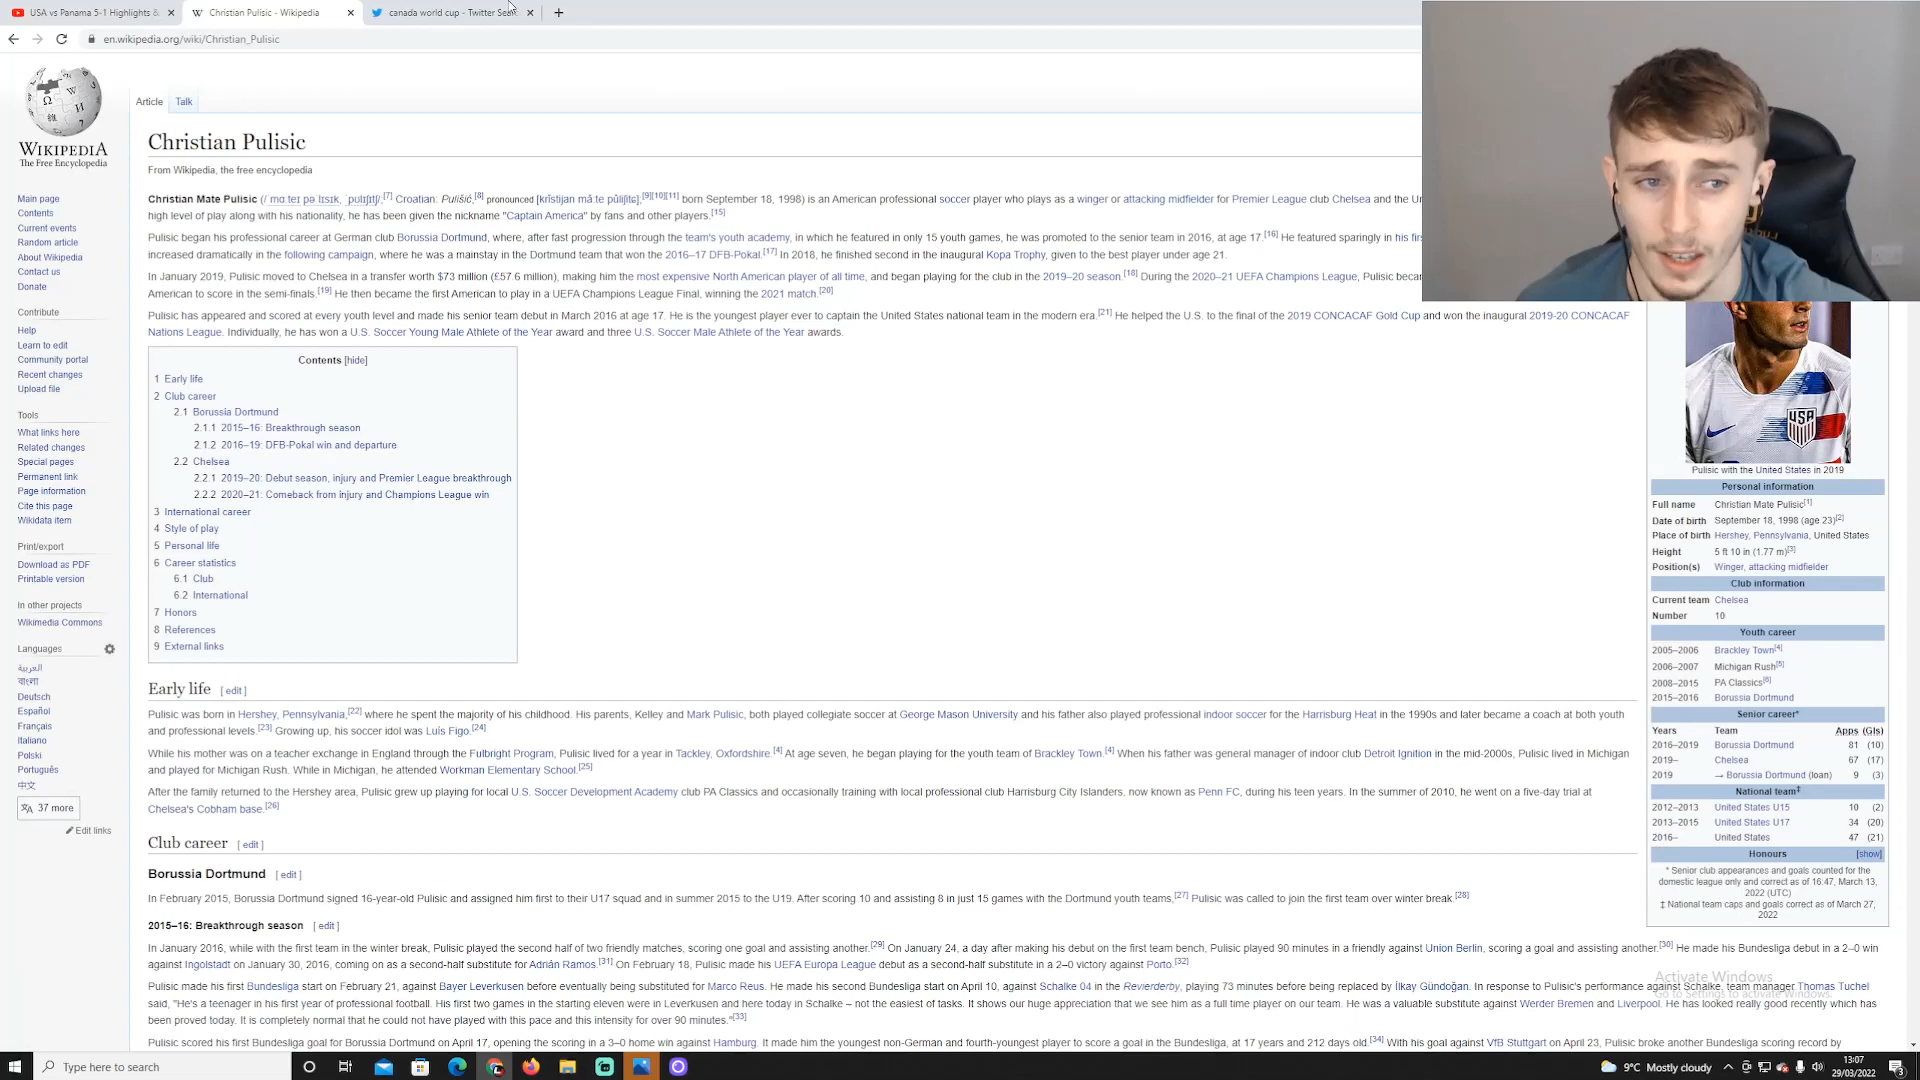 USA vs Panama 5-1 Highlights &
Christian Pulisic - Wikipedia
canada world cup - Twitter Sea
en.wikipedia.org/wiki/Christian_Pulisic
WIKIPEDIA
The Free Encyclopedia
Main page
Contents
Current events
Random article
About Wikipedia
Contact us
Donate
Contribute
Help
Learn to edit
Community portal
Recent changes
Upload file
Tools
What links here
Related changes
Special pages
Permanent link
Page information
Cite this page
Wikidata item
Print/export
Download as PDF
Printable version
In other projects
Wikimedia Commons
Languages
العربية
বাংলা
Deutsch
Español
Français
Italiano
Polski
Português
中文
37 more
Edit links
Article Talk
Christian Pulisic
From Wikipedia, the free encyclopedia
Christian Mate Pulisic Croatian: Pulišić,[8] pronounced [9][10][11] born September 18, 1998) is an American professional soccer player who plays as a winger or attacking midfielder for Premier League club Chelsea and the
high level of play along with his nationality, he has been given the nickname "Captain America" by fans and other players.[15]
Pulisic began his professional career at German club Borussia Dortmund, where, after fast progression through the team's youth academy, in which he featured in only 15 youth games, he was promoted to the senior team in 2016, at age 17.[16] He featured sparingly in his
increased dramatically in the following campaign, where he was a mainstay in the Dortmund team that won the 2016–17 DFB-Pokal.[17] In 2018, he finished second in the inaugural Kopa Trophy, given to the best player under age 21.
In January 2019, Pulisic moved to Chelsea in a transfer worth $73 million (£57.6 million), making him the most expensive North American player of all time, and began playing for the club in the 2019–20 season.[18] During the 2020–21 UEFA Champions League, Pulisic
American to score in the semi-finals.[19] He then became the first American to play in a UEFA Champions League Final, winning the 2021 match.[20]
Pulisic has appeared and scored at every youth level and made his senior team debut in March 2016 at age 17. He is the youngest player ever to captain the United States national team in the modern era.[21] He helped the U.S. to the final of the 2019 CONCACAF Gold Cup and won the inaugural 2019-20 CONCACAF
Nations League. Individually, he has won a U.S. Soccer Young Male Athlete of the Year award and three U.S. Soccer Male Athlete of the Year awards.
Contents [hide]
1 Early life
2 Club career
2.1 Borussia Dortmund
2.1.1 2015–16: Breakthrough season
2.1.2 2016–19: DFB-Pokal win and departure
2.2 Chelsea
2.2.1 2019–20: Debut season, injury and Premier League breakthrough
2.2.2 2020–21: Comeback from injury and Champions League win
3 International career
4 Style of play
5 Personal life
6 Career statistics
6.1 Club
6.2 International
7 Honors
8 References
9 External links
Early life [ edit ]
Pulisic was born in Hershey, Pennsylvania,[22] where he spent the majority of his childhood. His parents, Kelley and Mark Pulisic, both played collegiate soccer at George Mason University and his father also played professional indoor soccer for the Harrisburg Heat in the 1990s and later became a coach at both youth
and professional levels.[23] Growing up, his soccer idol was Luís Figo.[24]
While his mother was on a teacher exchange in England through the Fulbright Program, Pulisic lived for a year in Tackley, Oxfordshire.[4] At age seven, he began playing for the youth team of Brackley Town.[4] When his father was general manager of indoor club Detroit Ignition in the mid-2000s, Pulisic lived in Michigan
and played for Michigan Rush. While in Michigan, he attended Workman Elementary School.[25]
After the family returned to the Hershey area, Pulisic grew up playing for local U.S. Soccer Development Academy club PA Classics and occasionally training with local professional club Harrisburg City Islanders, now known as Penn FC, during his teen years. In the summer of 2010, he went on a five-day trial at
Chelsea's Cobham base.[26]
Club career [ edit ]
Borussia Dortmund [ edit ]
In February 2015, Borussia Dortmund signed 16-year-old Pulisic and assigned him first to their U17 squad and in summer 2015 to the U19. After scoring 10 and assisting 8 in just 15 games with the Dortmund youth teams,[27] Pulisic was called to join the first team over winter break.[28]
2015–16: Breakthrough season [ edit ]
In January 2016, while with the first team in the winter break, Pulisic played the second half of two friendly matches, scoring one goal and assisting another.[29] On January 24, a day after making his debut on the first team bench, Pulisic played 90 minutes in a friendly against Union Berlin, scoring a goal and assisting another.[30] He made his Bundesliga debut in a 2–0 win
against Ingolstadt on January 30, 2016, coming on as a second-half substitute for Adrián Ramos.[31] On February 18, Pulisic made his UEFA Europa League debut as a second-half substitute in a 2–0 victory against Porto.[32]
Pulisic made his first Bundesliga start on February 21, against Bayer Leverkusen before eventually being substituted for Marco Reus. He made his second Bundesliga start on April 10, against Schalke 04 in the Revierderby, playing 73 minutes before being replaced by İlkay Gündoğan. In response to Pulisic's performance against Schalke, team manager Thomas Tuchel
said, "He's a teenager in his first year of professional football. His first two games in the starting eleven were in Leverkusen and here today in Schalke – not the easiest of tasks. It shows our huge appreciation that we see him as a full time player on our team. He was a valuable substitute against Werder Bremen and Liverpool. He has looked really good recently which has
been proved today. It is completely normal that he could not have played with this pace and this intensity for over 90 minutes."[33]
Pulisic scored his first Bundesliga goal for Borussia Dortmund on April 17, opening the scoring in a 3–0 home win against Hamburg. It made him the youngest non-German and fourth-youngest player to score a goal in the Bundesliga, at 17 years and 212 days old.[34] With his goal against VfB Stuttgart on April 23, Pulisic broke another Bundesliga scoring record by
USA
Pulisic with the United States in 2019
Personal information
Full name Christian Mate Pulisic[1]
Date of birth September 18, 1998 (age 23)[2]
Place of birth Hershey, Pennsylvania, United States
Height 5 ft 10 in (1.77 m)[3]
Position(s) Winger, attacking midfielder
Club information
Current team Chelsea
Number 10
Youth career
2005–2006 Brackley Town[4]
2006–2007 Michigan Rush[5]
2008–2015 PA Classics[6]
2015–2016 Borussia Dortmund
Senior career*
Years Team Apps (Gls)
2016–2019 Borussia Dortmund 81 (10)
2019– Chelsea 67 (17)
2019 → Borussia Dortmund (loan) 9 (3)
National team‡
2012–2013 United States U15 10 (2)
2013–2015 United States U17 34 (20)
2016– United States 47 (21)
Honours [show]
* Senior club appearances and goals counted for the
domestic league only and correct as of 16:47, March 13,
2022 (UTC)
‡ National team caps and goals correct as of March 27,
2022
Activate Windows
Go to Settings to activate Windows.
Type here to search
9°C Mostly cloudy
13:07
29/03/2022
3